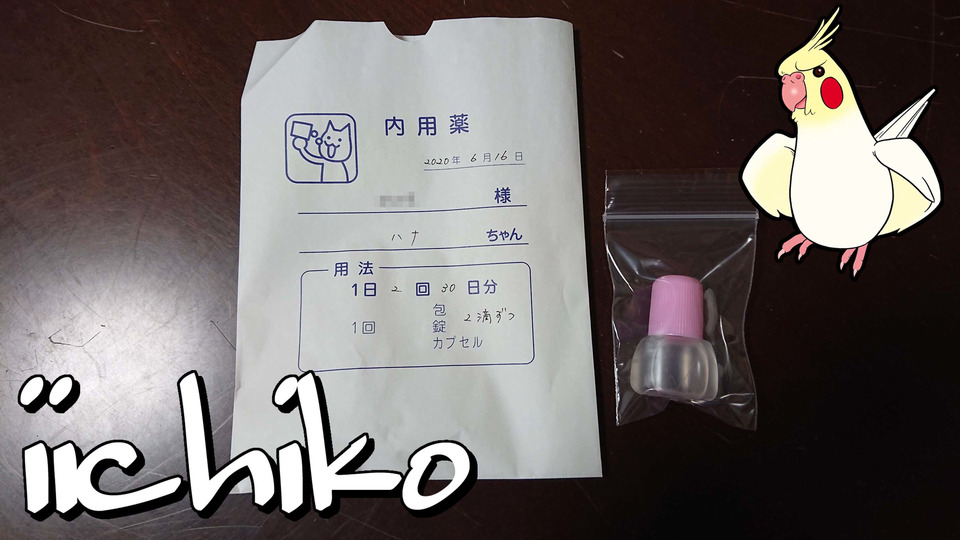 内用薬
2020年 6月16日
様
ハナ ちゃん
用法
1日 2 回 30 日分
包
1回 錠 2滴ずつ
カプセル
iichiko